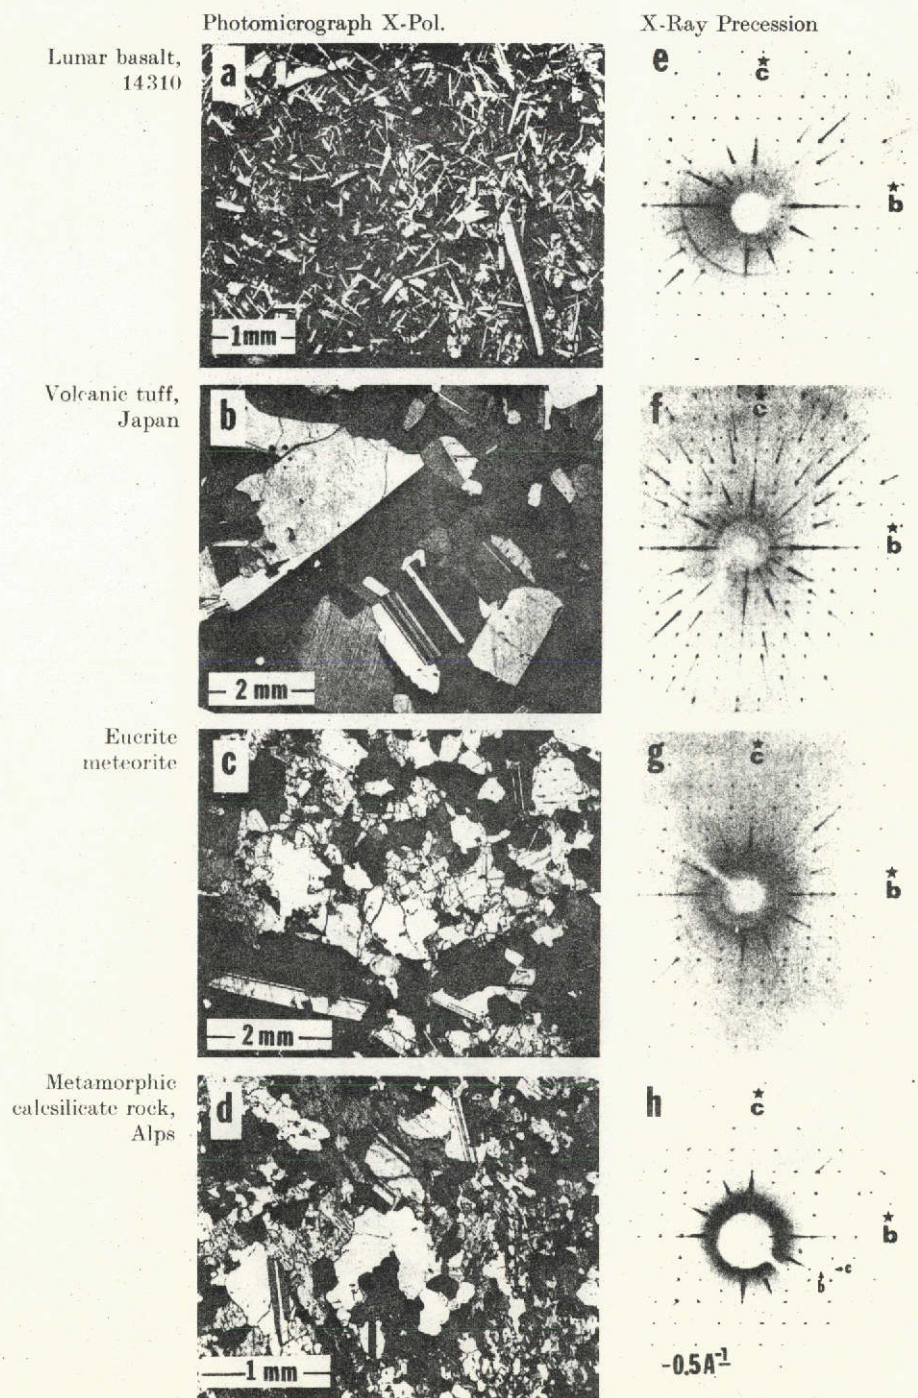 Photomicrograph X-Pol.
X-Ray Precession
Lunar basalt,
14310
a
1mm
e
★
c
★
b
Volcanic tuff,
Japan
b
2 mm
f
★
c
★
b
Eucrite
meteorite
c
2 mm
g
★
c
★
b
Metamorphic
calcsilicate rock,
Alps
d
1 mm
h
★
c
★
b
c
b
-0.5A⁻¹